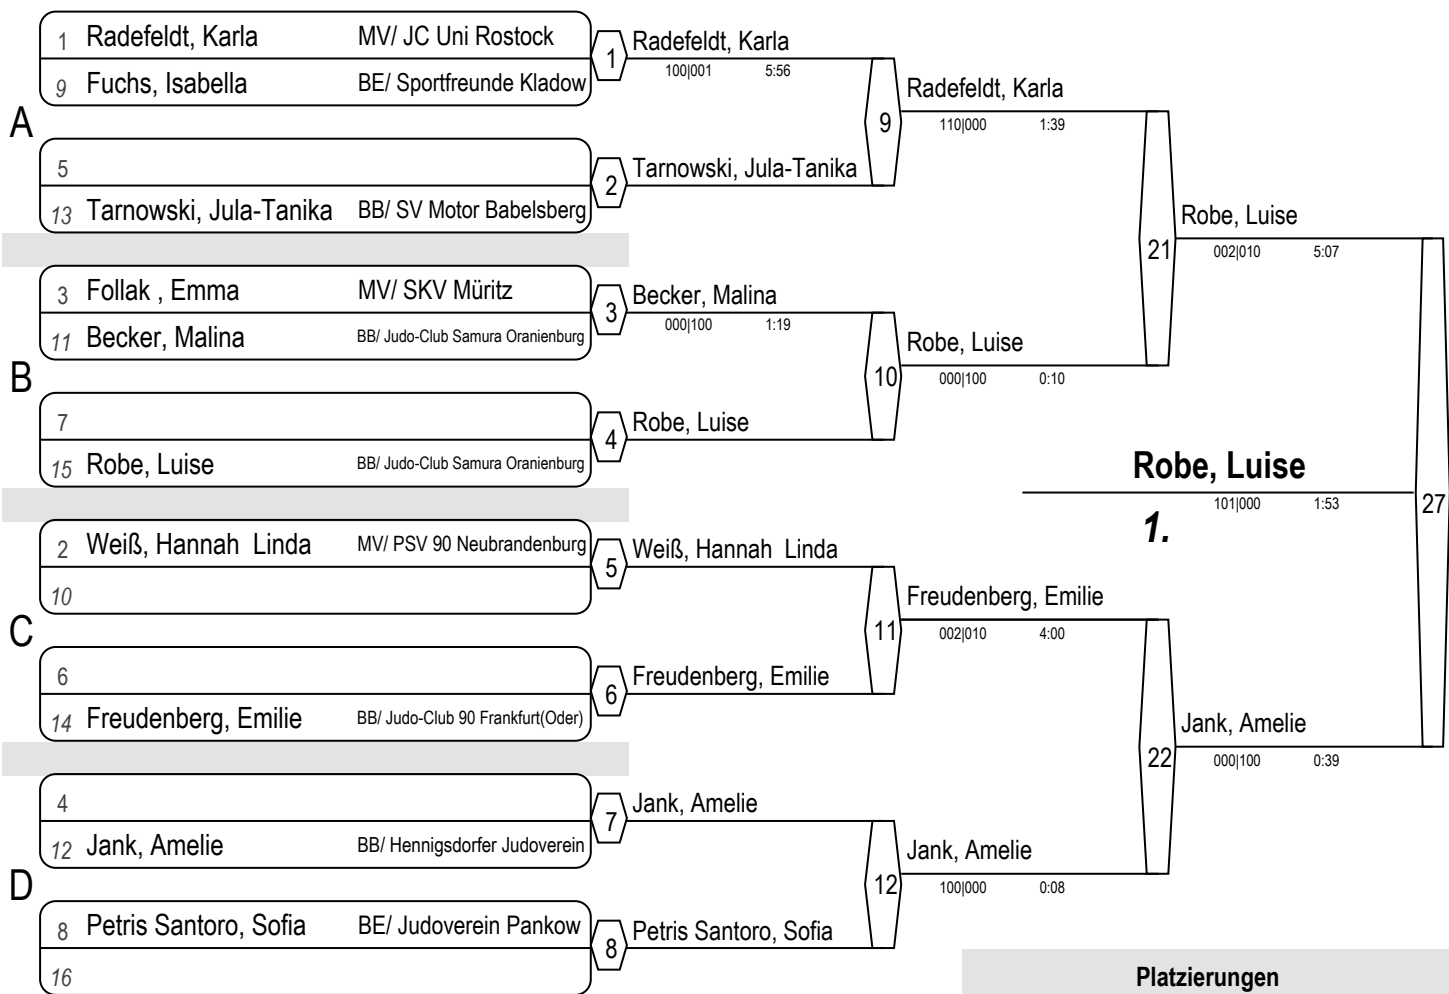 1 Radefeldt, Karla MV/ JC Uni Rostock
9 Fuchs, Isabella BE/ Sportfreunde Kladow
1 Radefeldt, Karla
100|001 5:56
A
9 Radefeldt, Karla
110|000 1:39
5
13 Tarnowski, Jula-Tanika BB/ SV Motor Babelsberg
2 Tarnowski, Jula-Tanika
21 Robe, Luise
002|010 5:07
3 Follak , Emma MV/ SKV Müritz
11 Becker, Malina BB/ Judo-Club Samura Oranienburg
3 Becker, Malina
000|100 1:19
B
10 Robe, Luise
000|100 0:10
7
15 Robe, Luise BB/ Judo-Club Samura Oranienburg
4 Robe, Luise
Robe, Luise
101|000 1:53
27
1.
2 Weiß, Hannah Linda MV/ PSV 90 Neubrandenburg
10
5 Weiß, Hannah Linda
C
11 Freudenberg, Emilie
002|010 4:00
6
14 Freudenberg, Emilie BB/ Judo-Club 90 Frankfurt(Oder)
6 Freudenberg, Emilie
22 Jank, Amelie
000|100 0:39
4
12 Jank, Amelie BB/ Hennigsdorfer Judoverein
7 Jank, Amelie
D
12 Jank, Amelie
100|000 0:08
8 Petris Santoro, Sofia BE/ Judoverein Pankow
16
8 Petris Santoro, Sofia
Platzierungen